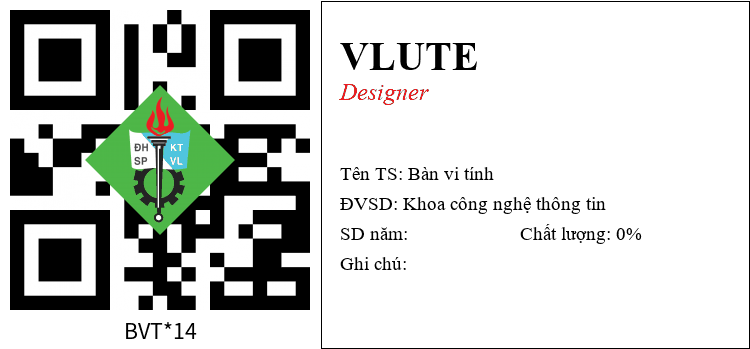 ĐH KT
SP VL
BVT*14
VLUTE
Designer
Tên TS: Bàn vi tính
ĐVSD: Khoa công nghệ thông tin
SD năm: Chất lượng: 0%
Ghi chú: